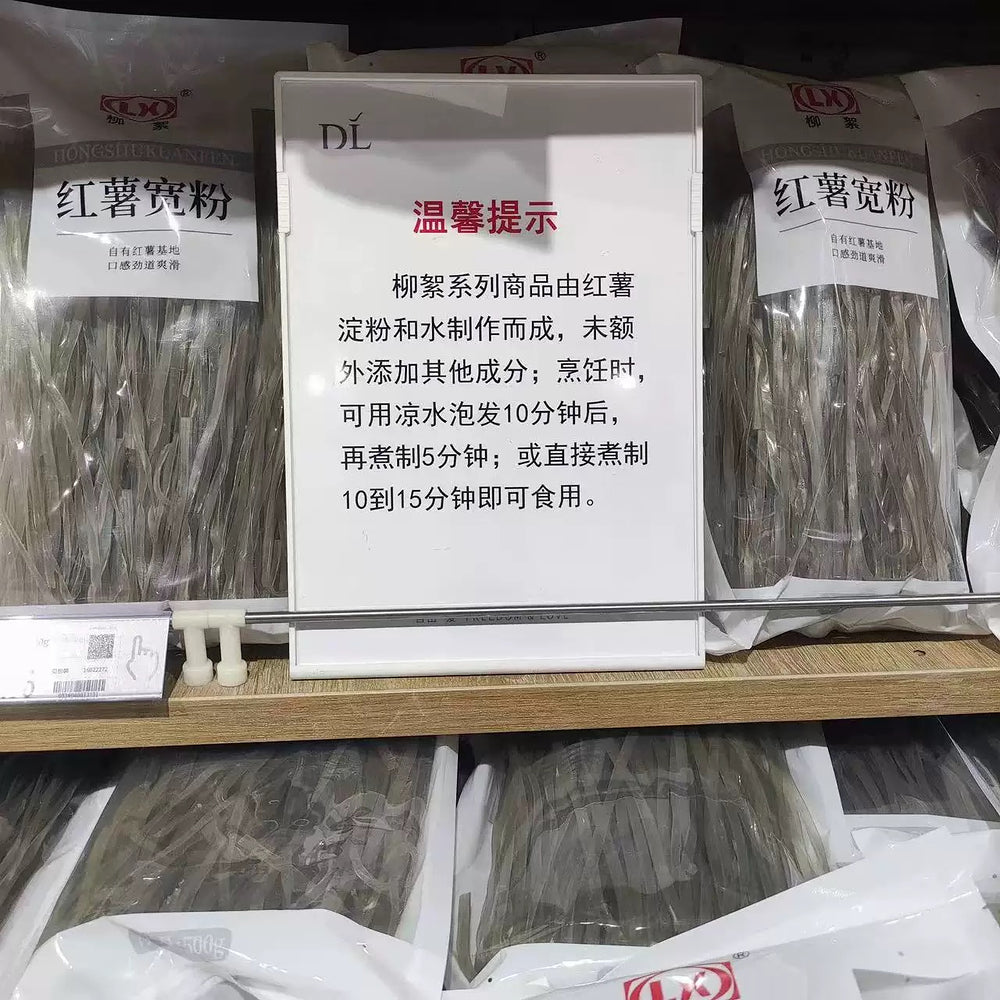 LX®
柳絮
HONGSHUKUANFEN
红薯宽粉
自有红薯基地
口感劲道爽滑
DL
温馨提示
柳絮系列商品由红薯
淀粉和水制作而成，未额
外添加其他成分；烹饪时，
可用凉水泡发10分钟后，
再煮制5分钟；或直接煮制
10到15分钟即可食用。
FREEDOM & LOVE
LX
柳絮
HONGSHUKUANFEN
红薯宽粉
自有红薯基地
口感劲道爽滑
500g
LX®